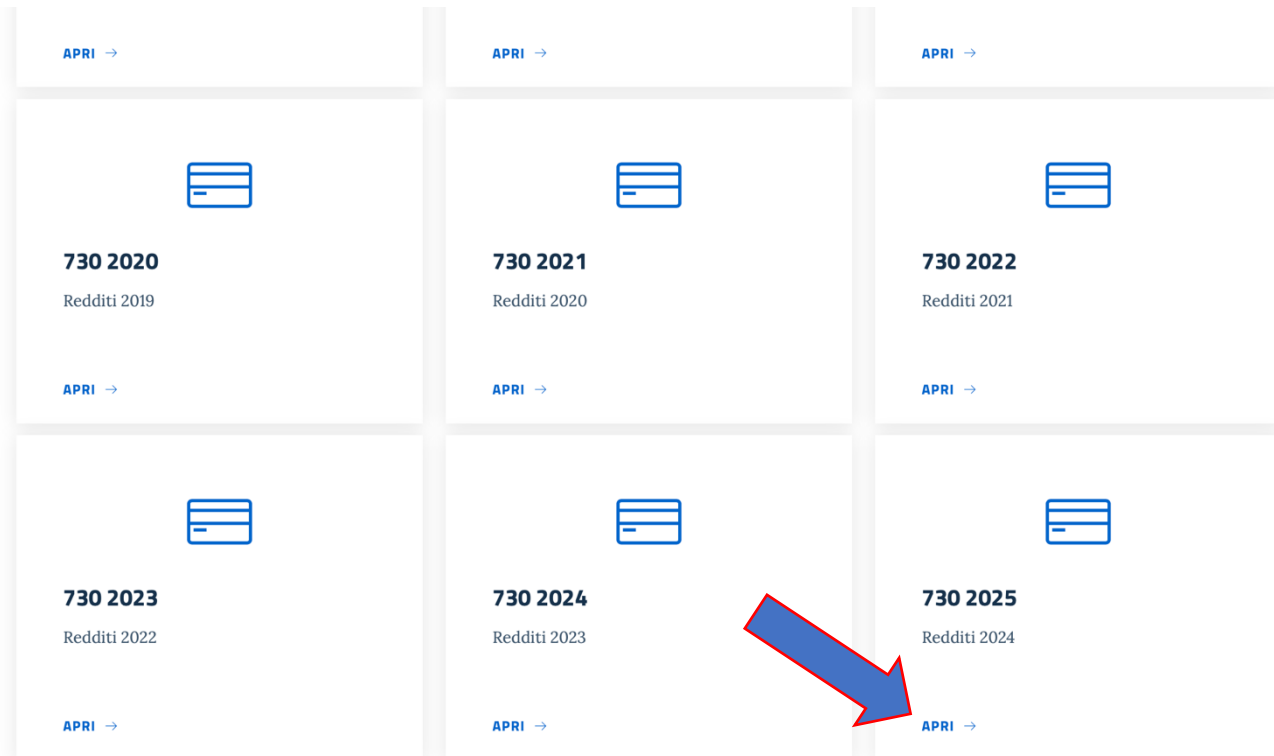 APRI →
APRI →
APRI →
730 2020
Redditi 2019
APRI →
730 2021
Redditi 2020
APRI →
730 2022
Redditi 2021
APRI →
730 2023
Redditi 2022
APRI →
730 2024
Redditi 2023
APRI →
730 2025
Redditi 2024
APRI →